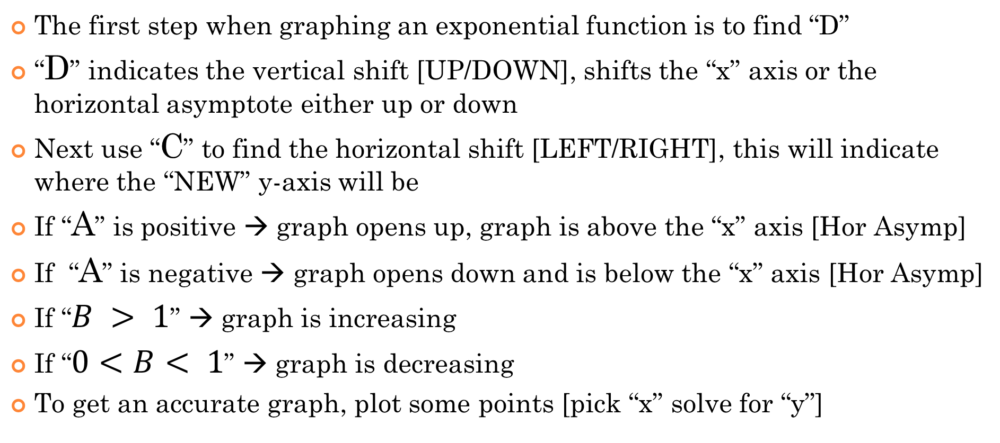 The first step when graphing an exponential function is to find “D”
“D” indicates the vertical shift [UP/DOWN], shifts the “x” axis or the
horizontal asymptote either up or down
Next use “C” to find the horizontal shift [LEFT/RIGHT], this will indicate
where the “NEW” y-axis will be
If “A” is positive → graph opens up, graph is above the “x” axis [Hor Asymp]
If “A” is negative → graph opens down and is below the “x” axis [Hor Asymp]
If “B > 1” → graph is increasing
If “0 < B < 1” → graph is decreasing
To get an accurate graph, plot some points [pick “x” solve for “y”]